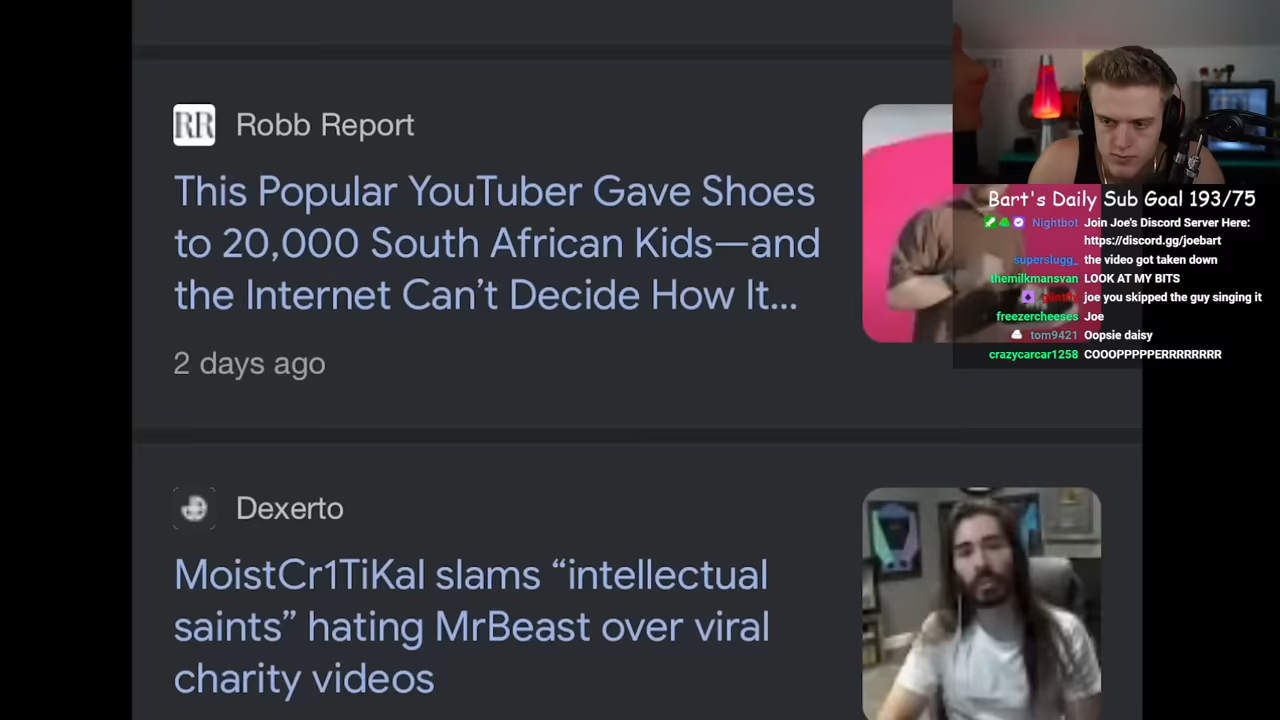 RR Robb Report
This Popular YouTuber Gave Shoes
to 20,000 South African Kids—and
the Internet Can’t Decide How It...
2 days ago
Dexerto
MoistCr1TiKal slams “intellectual
saints” hating MrBeast over viral
charity videos
Bart's Daily Sub Goal 193/75
Nightbot Join Joe's Discord Server Here:
https://discord.gg/joebart
superslugg_ the video got taken down
themilkmansvan LOOK AT MY BITS
joe you skipped the guy singing it
freezercheeses Joe
tom9421 Oopsie daisy
crazycarcar1258 COOOPPPPPERRRRRRRR